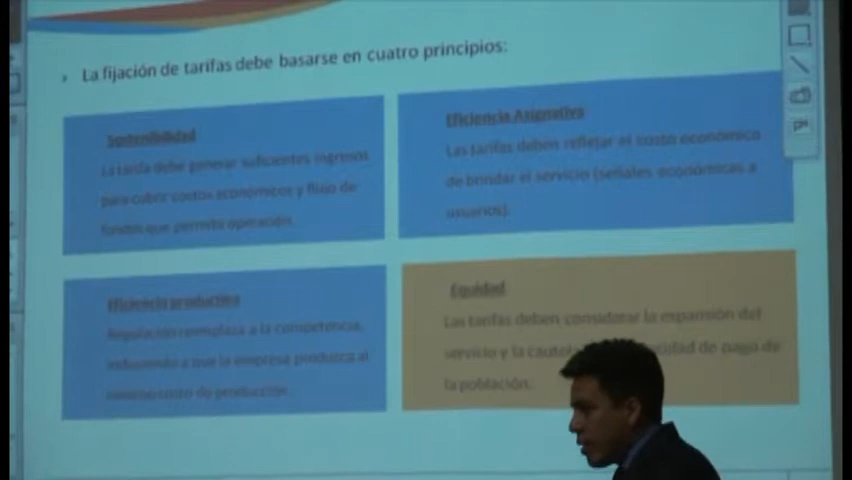 La fijación de tarifas debe basarse en cuatro principios:
Sostenibilidad
La tarifa debe generar suficientes ingresos
para cubrir costos económicos y flujo de
fondos que permita operación.
Eficiencia Asignativa
Las tarifas deben reflejar el costo económico
de brindar el servicio (señales económicas a
usuarios).
Eficiencia productiva
Regulación reemplaza a la competencia,
induciendo a que la empresa produzca al
mínimo costo de producción.
Equidad
Las tarifas deben considerar la expansión del
servicio y la de pago de
la población.